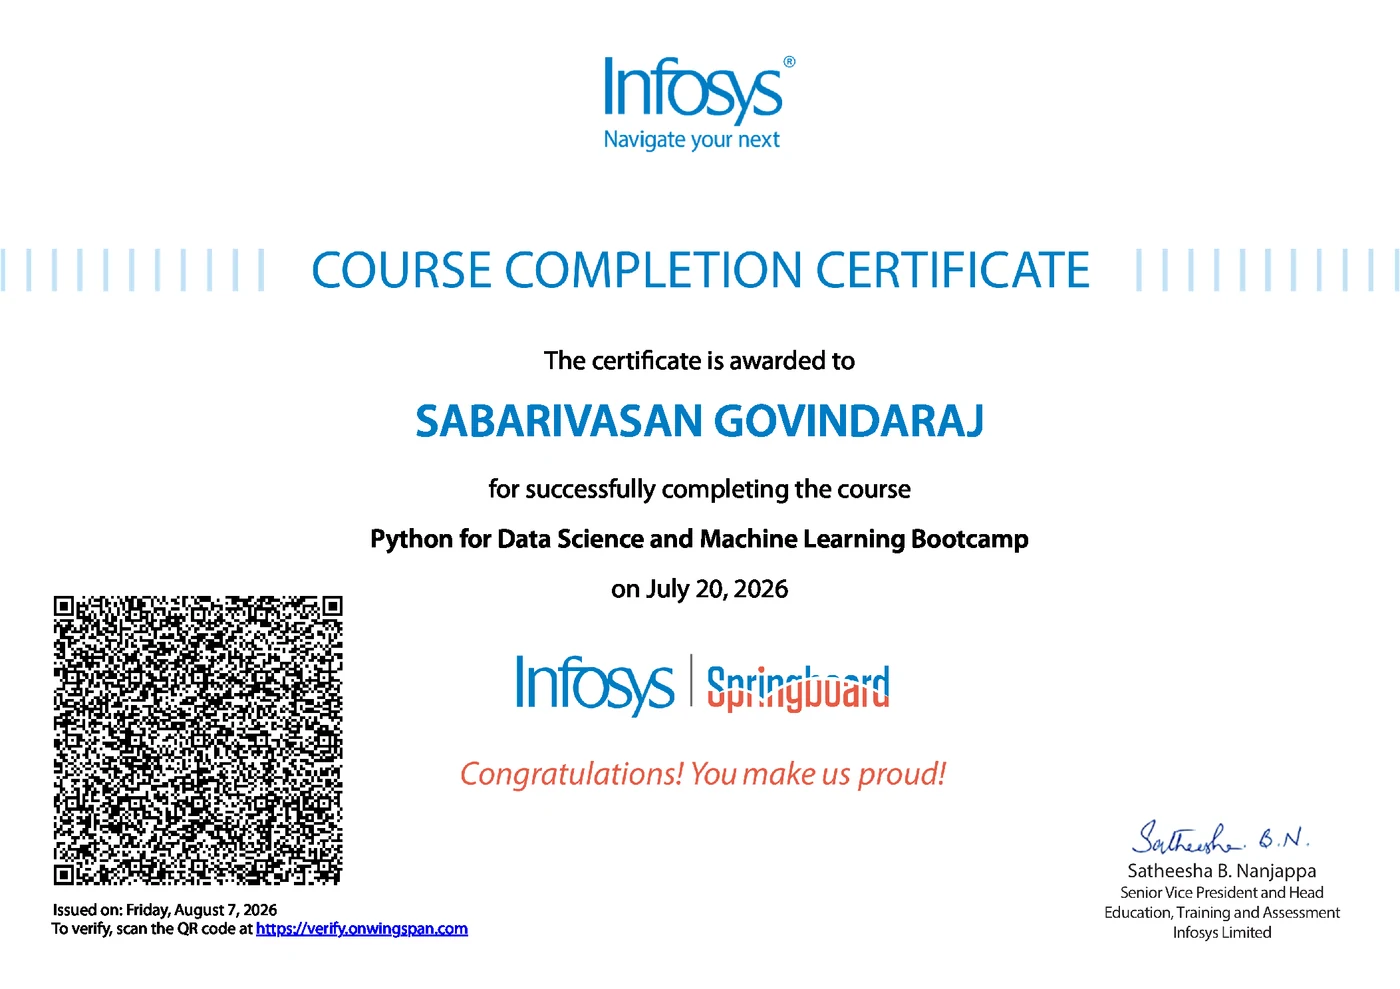 Infosys®
Navigate your next
COURSE COMPLETION CERTIFICATE
The certificate is awarded to
SABARIVASAN GOVINDARAJ
for successfully completing the course
Python for Data Science and Machine Learning Bootcamp
on July 20, 2026
Infosys | Springboard
Congratulations! You make us proud!
Satheesha B.N.
Satheesha B. Nanjappa
Senior Vice President and Head
Education, Training and Assessment
Infosys Limited
Issued on: Friday, August 7, 2026
To verify, scan the QR code at https://verify.onwingspan.com